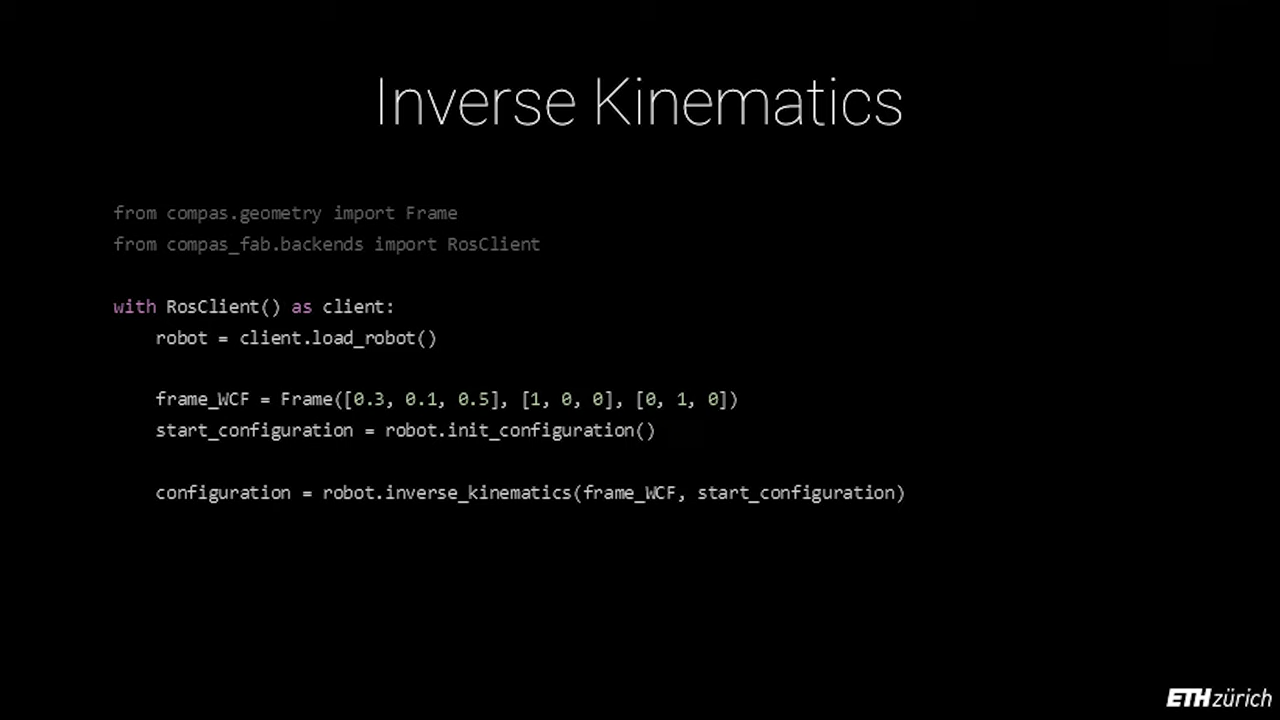 Inverse Kinematics
from compas.geometry import Frame
from compas_fab.backends import RosClient
with RosClient() as client:
robot = client.load_robot()
frame_WCF = Frame([0.3, 0.1, 0.5], [1, 0, 0], [0, 1, 0])
start_configuration = robot.init_configuration()
configuration = robot.inverse_kinematics(frame_WCF, start_configuration)
ETH zürich